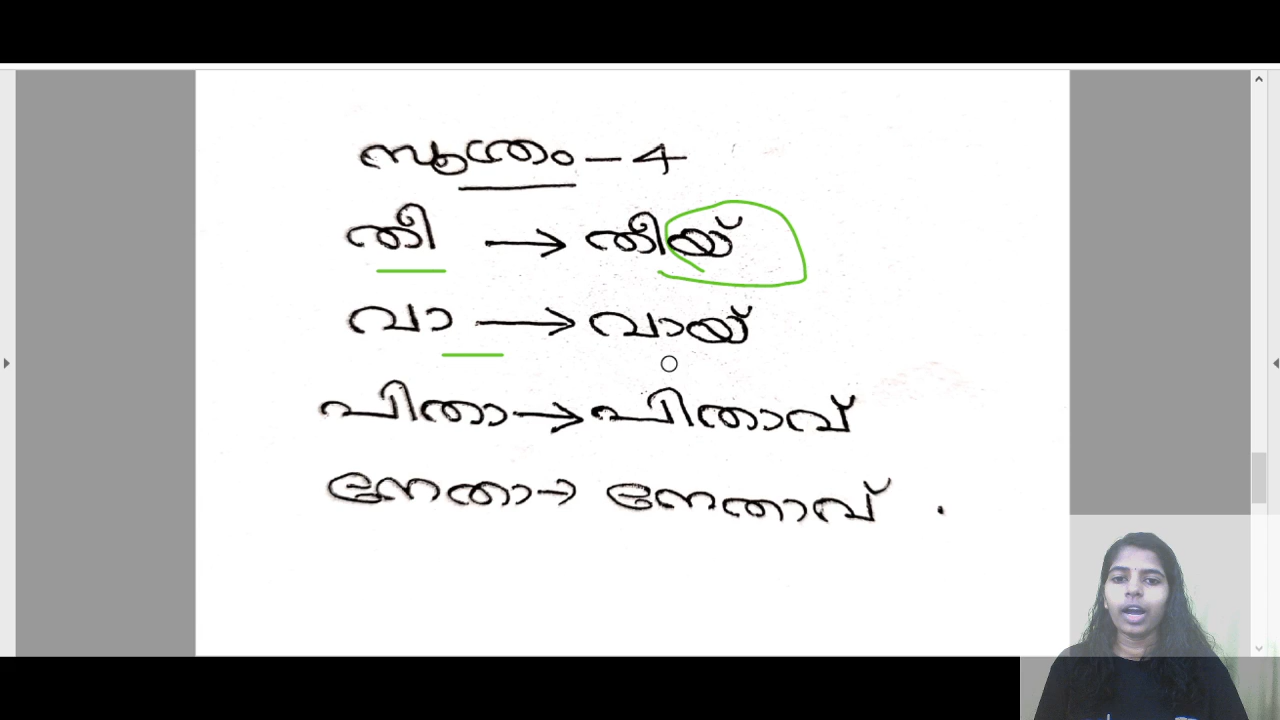 സൂത്രം - 4
തീ → തീയ്
വാ → വായ്
പിതാ → പിതാവ്
നേതാ → നേതാവ് .